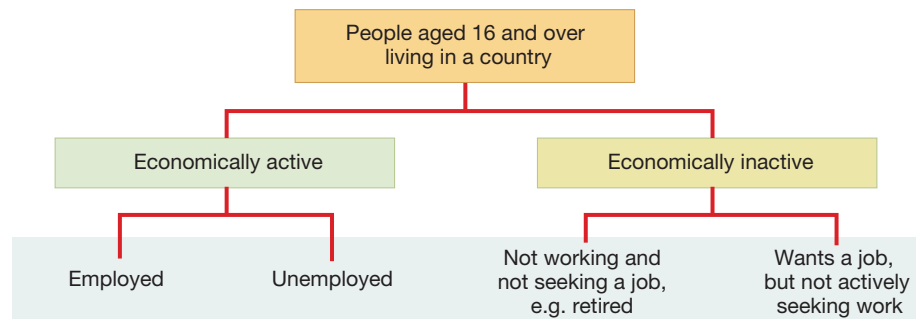 People aged 16 and over
living in a country
Economically active
Economically inactive
Employed
Unemployed
Not working and
not seeking a job,
e.g. retired
Wants a job,
but not actively
seeking work